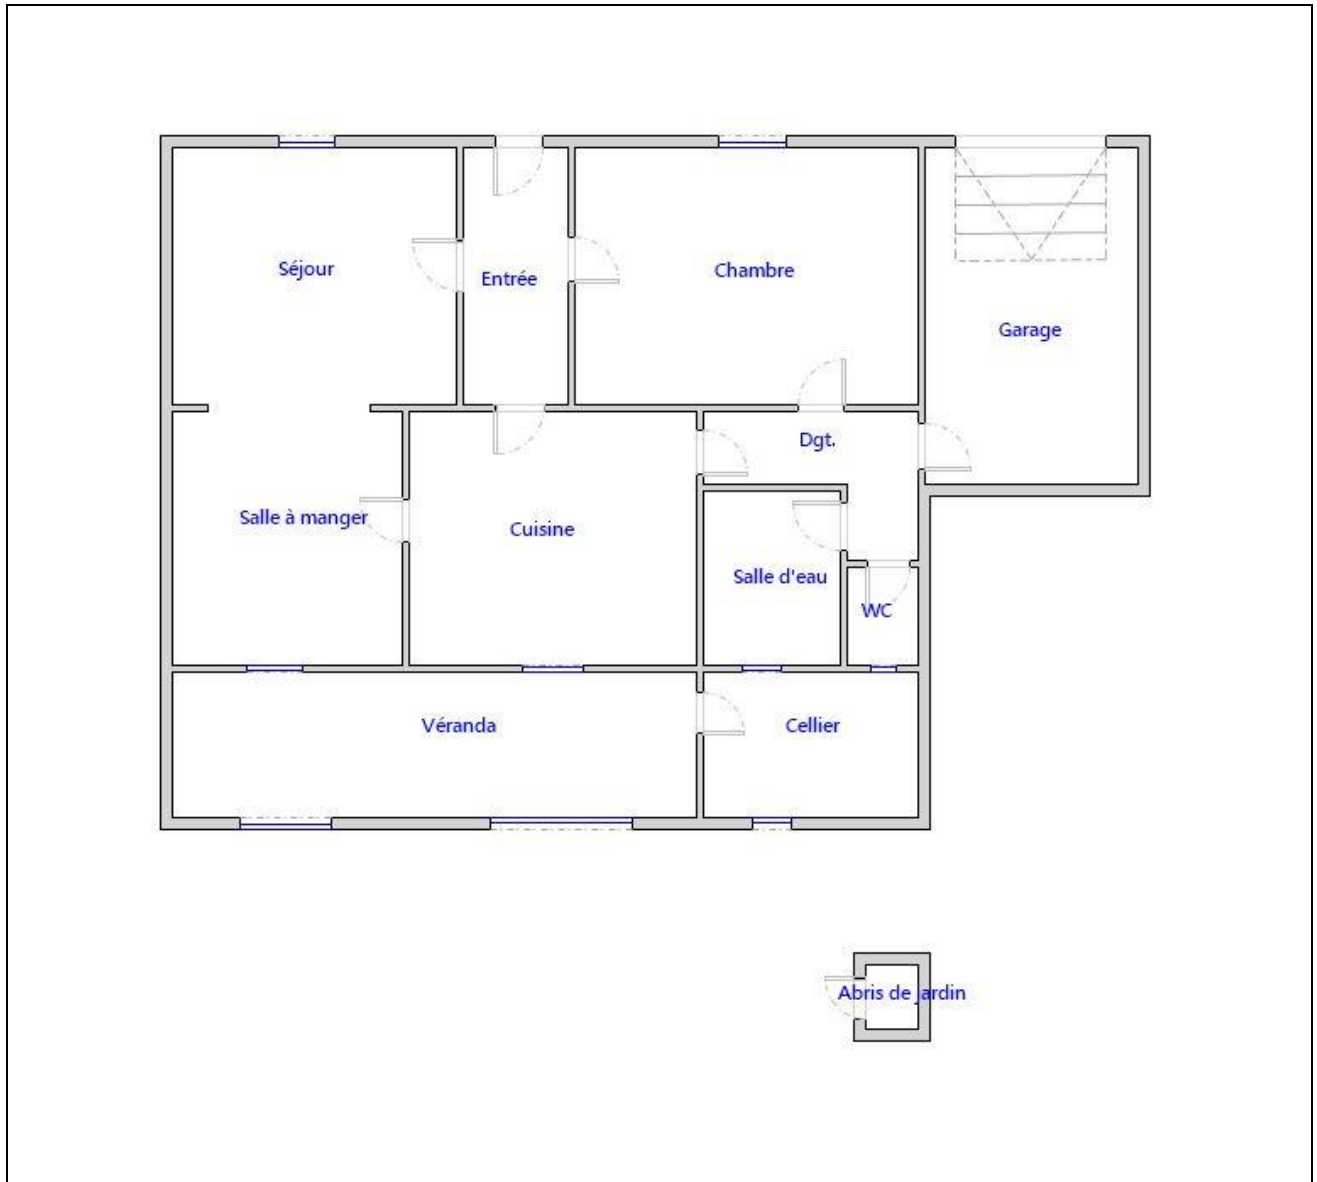 Séjour
Entrée
Chambre
Garage
Dgt.
Salle à manger
Cuisine
Salle d'eau
WC
Véranda
Cellier
Abris de jardin